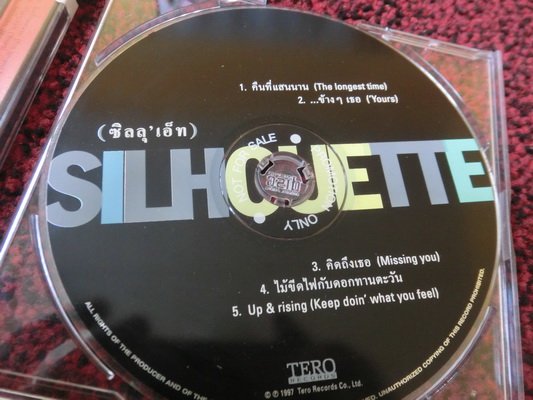 1. คืนที่แสนนาน (The longest time)
2. ...ข้างๆ เธอ ('Yours)
(ซิลลุ'เอ็ท)
SILHOUETTE
NOT FOR SALE
PROMOTION ONLY
3. คิดถึงเธอ (Missing you)
4. ไม้ขีดไฟกับดอกทานตะวัน
5. Up & rising (Keep doin' what you feel)
TERO
RECORDS
© ℗ 1997 Tero Records Co., Ltd.
ALL RIGHTS OF THE PRODUCER AND OF THE
UNAUTHORIZED COPYING OF THIS RECORD PROHIBITED.